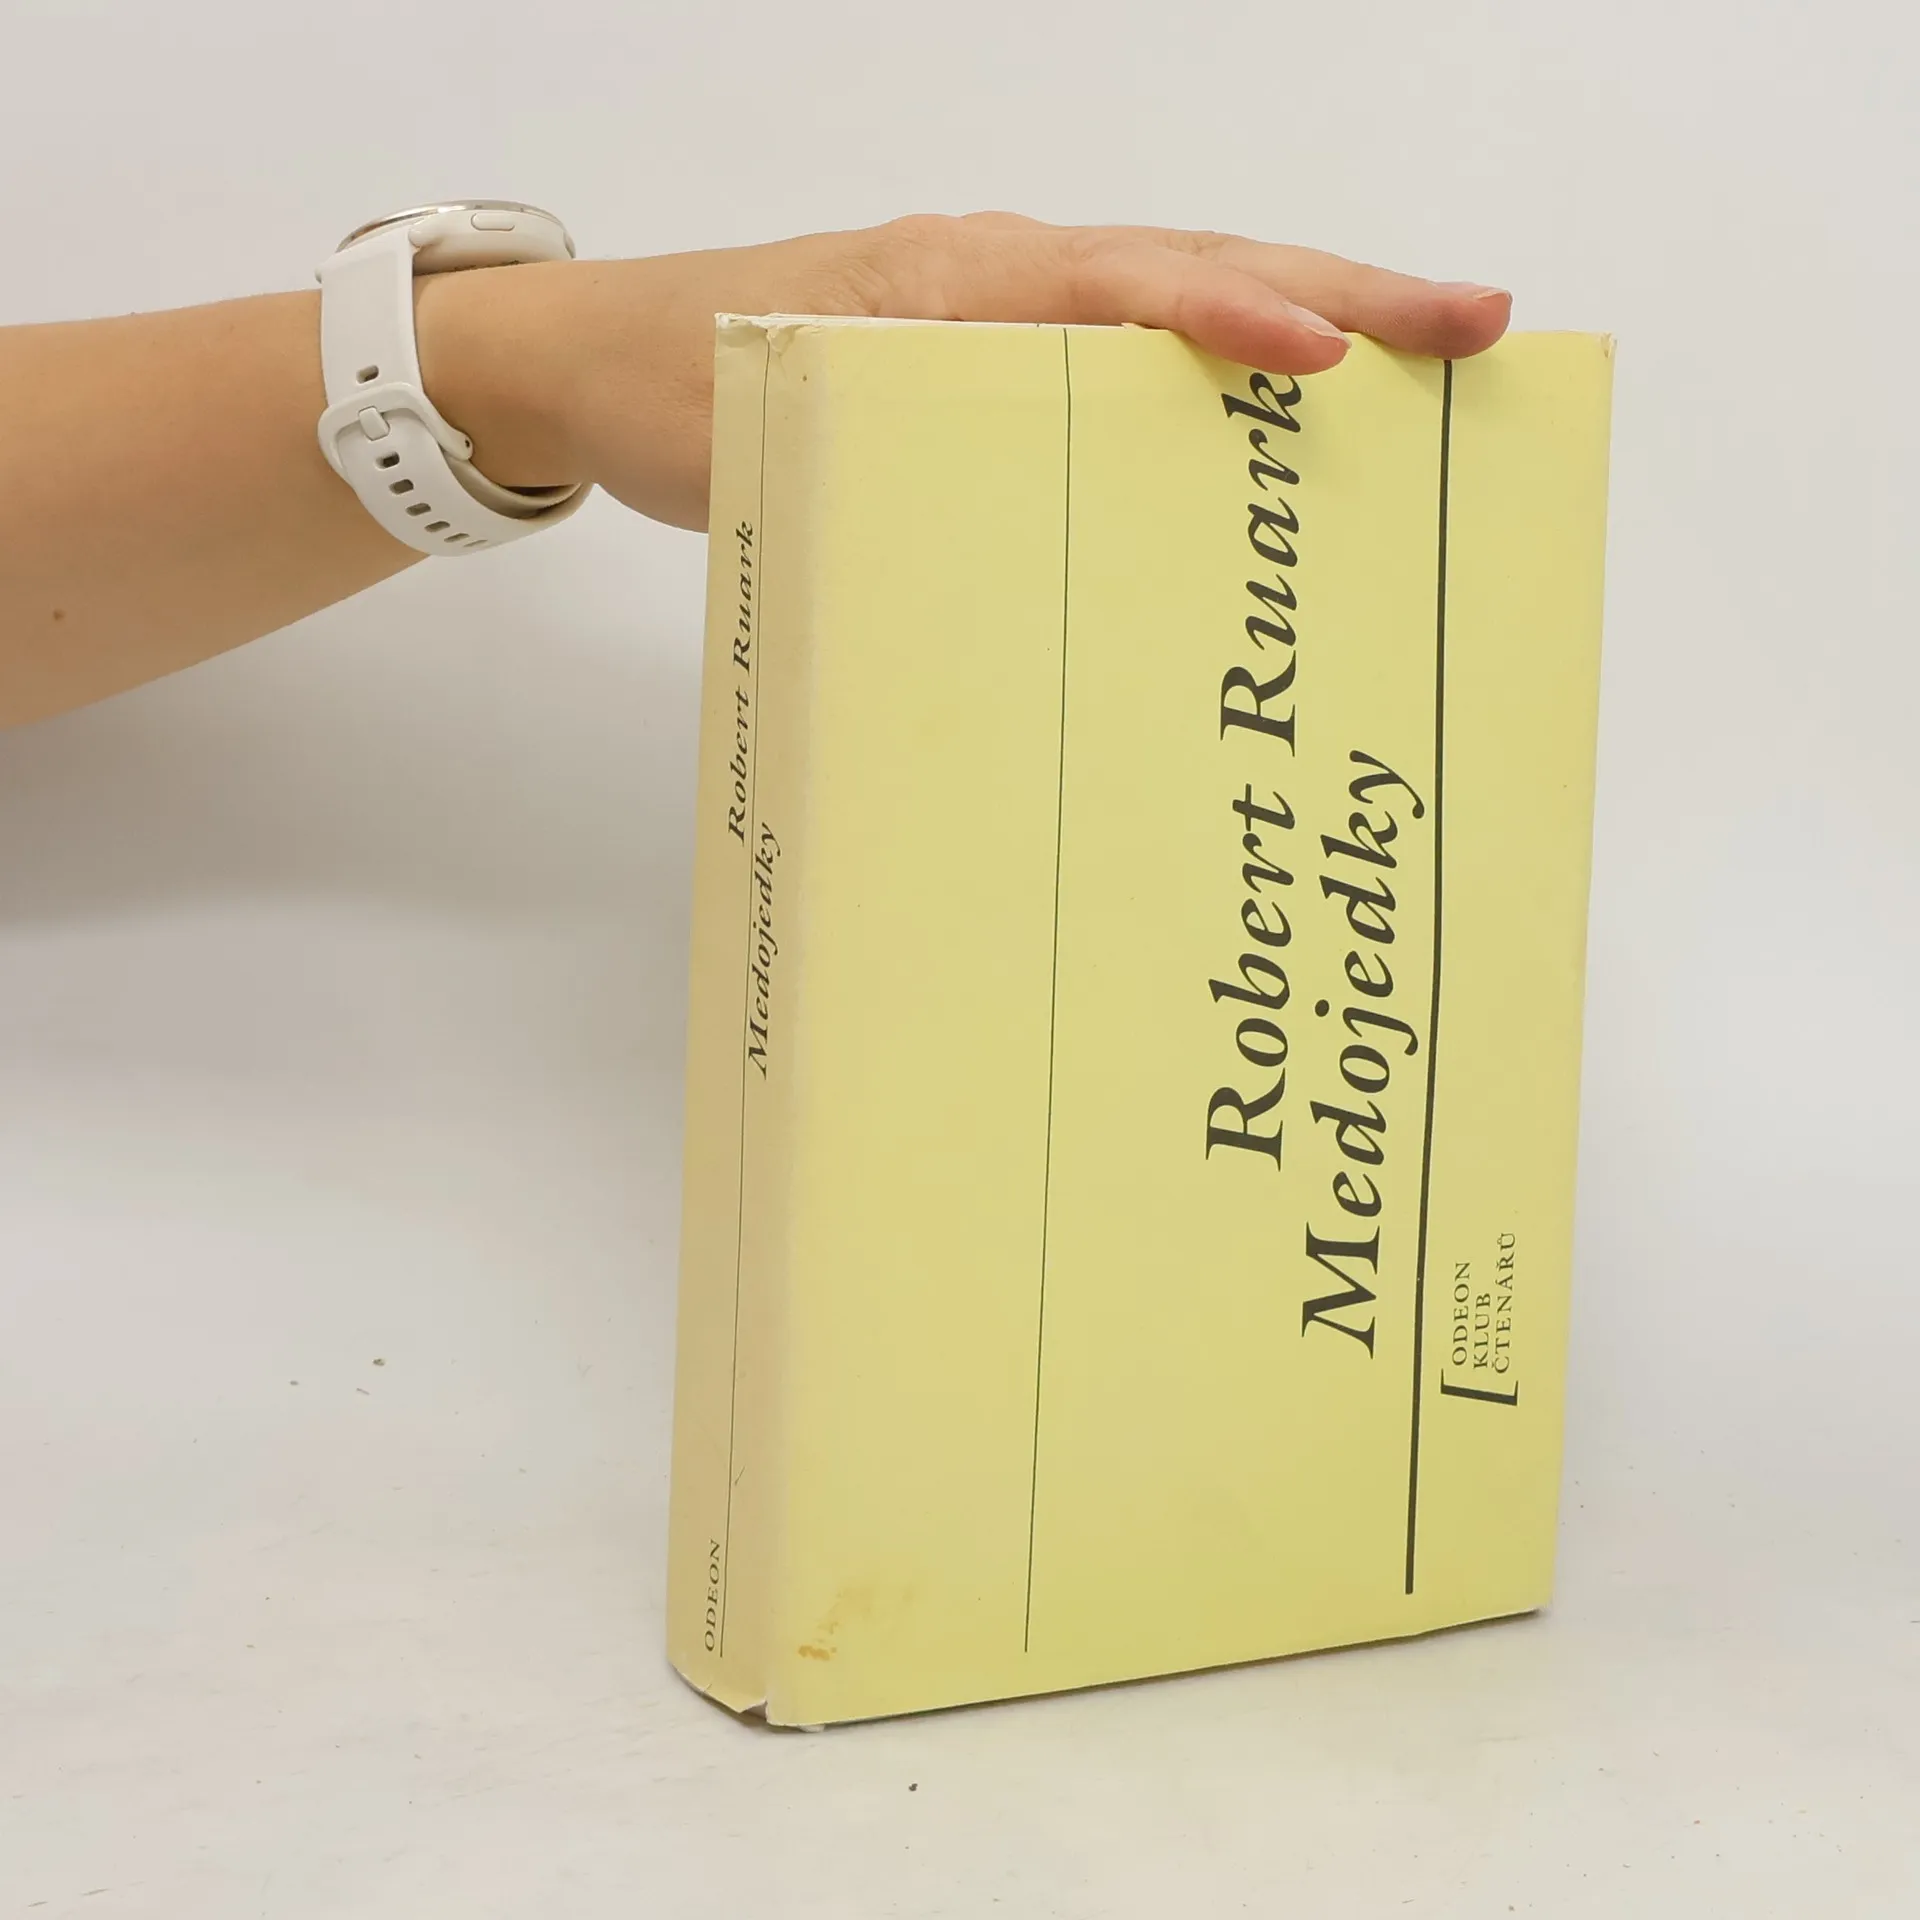 Robert Ruark
Medojedky
ODEON
Robert Ruark
Medojedky
[ODEON
KLUB
ČTENÁŘŮ